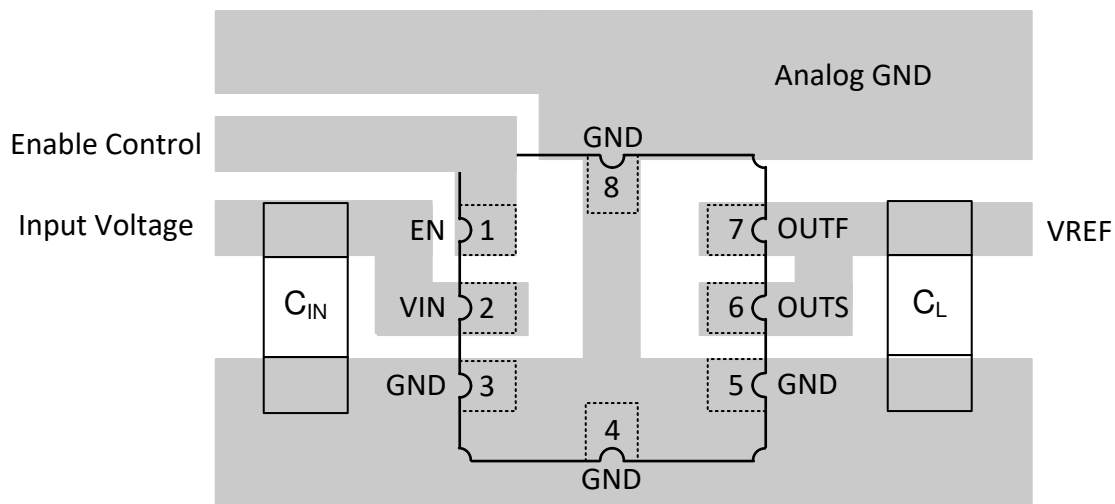 Analog GND
Enable Control
GND
8
Input Voltage
EN 1
7 OUTF
VREF
CIN
VIN 2
6 OUTS
CL
GND 3
5 GND
4
GND